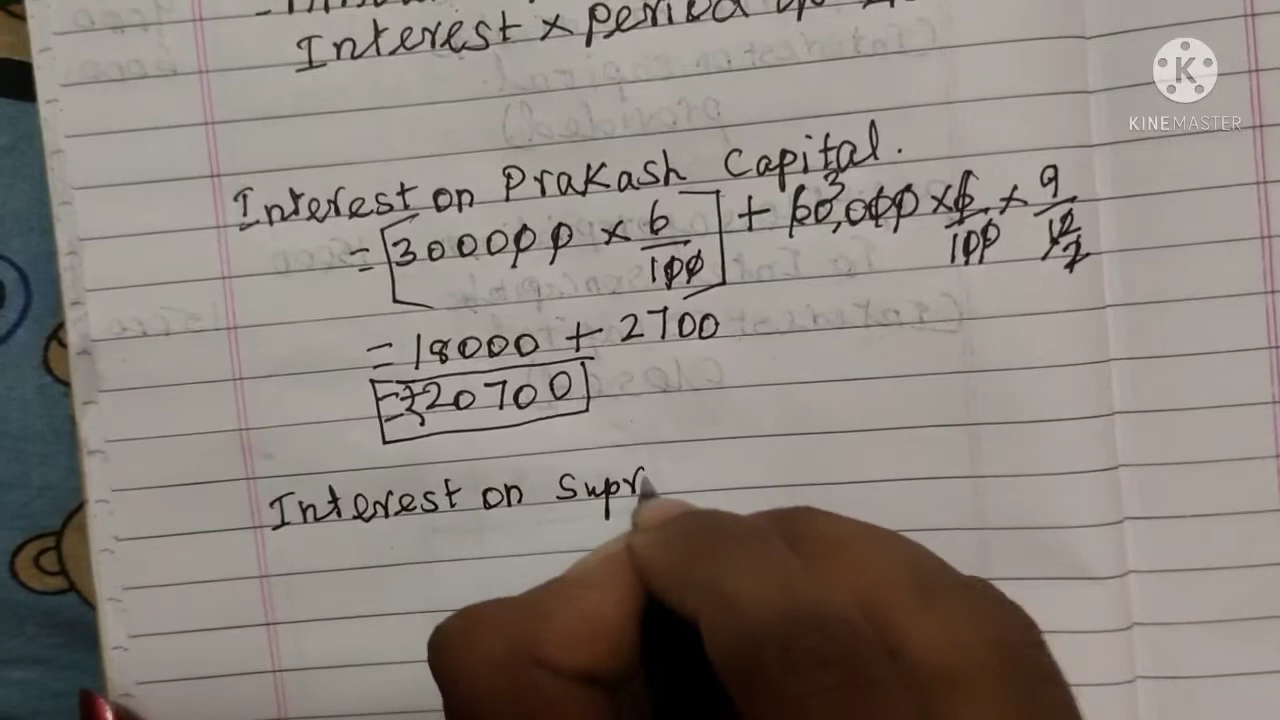 Interest × period of
KINEMASTER
Interest on Prakash Capital.
= [300000 × 6/100] + 60,000 × 6/100 × 9/12
= 18000 + 2700
= ₹20700
Interest on Supr